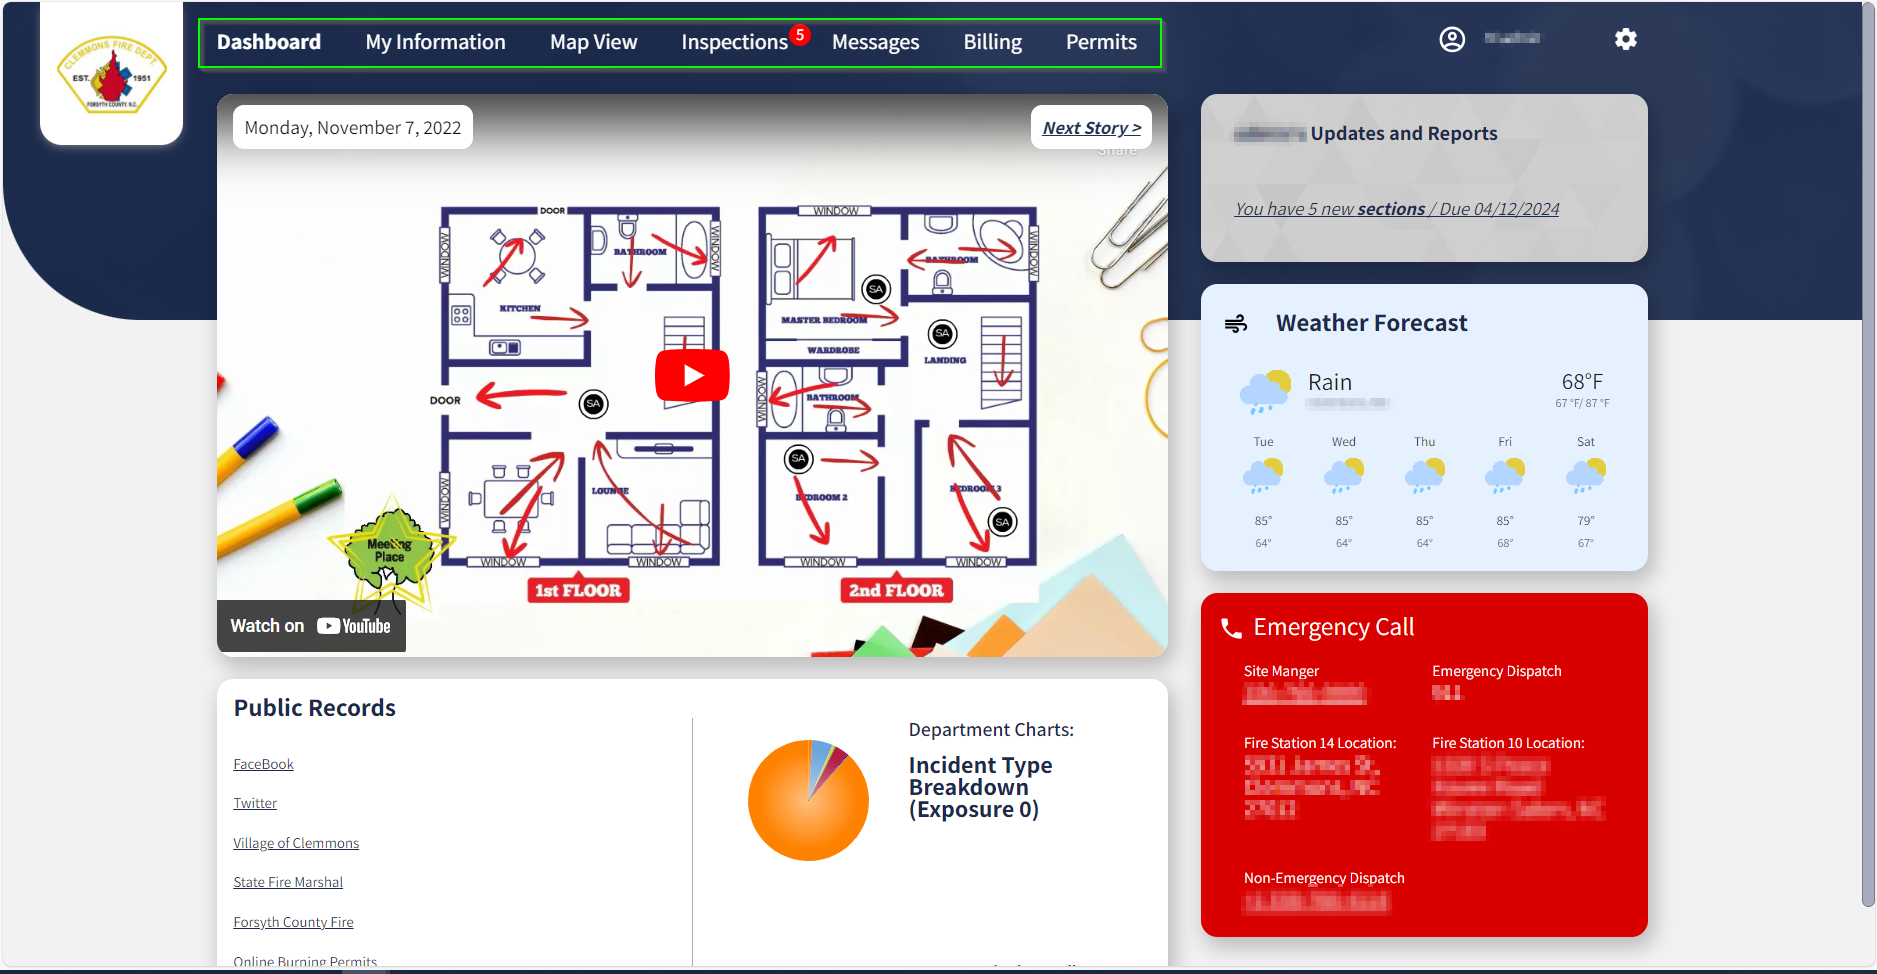 CLEMMONS FIRE DEPT.
EST. 1951
FORSYTH COUNTY, N.C.
Dashboard My Information Map View Inspections 5 Messages Billing Permits
Monday, November 7, 2022
Next Story >
Share
DOOR
WINDOW
KITCHEN
BATHROOM
WINDOW
SA
DOOR
WINDOW
LOUNGE
WINDOW
WINDOW
1st FLOOR
Meeting
Place
WINDOW
BATHROOM
WINDOW
SA
MASTER BEDROOM
WARDROBE
SA
LANDING
WINDOW
BATHROOM
SA
BEDROOM 2
BEDROOM 3
SA
WINDOW
WINDOW
2nd FLOOR
Watch on YouTube
Updates and Reports
You have 5 new sections / Due 04/12/2024
Weather Forecast
Rain
68°F
67 °F/ 87 °F
Tue Wed Thu Fri Sat
85° 85° 85° 85° 79°
64° 64° 64° 68° 67°
Emergency Call
Site Manger
Emergency Dispatch
Fire Station 14 Location:
Fire Station 10 Location:
Non-Emergency Dispatch
Public Records
FaceBook
Twitter
Village of Clemmons
State Fire Marshal
Forsyth County Fire
Online Burning Permits
Department Charts:
Incident Type
Breakdown
(Exposure 0)